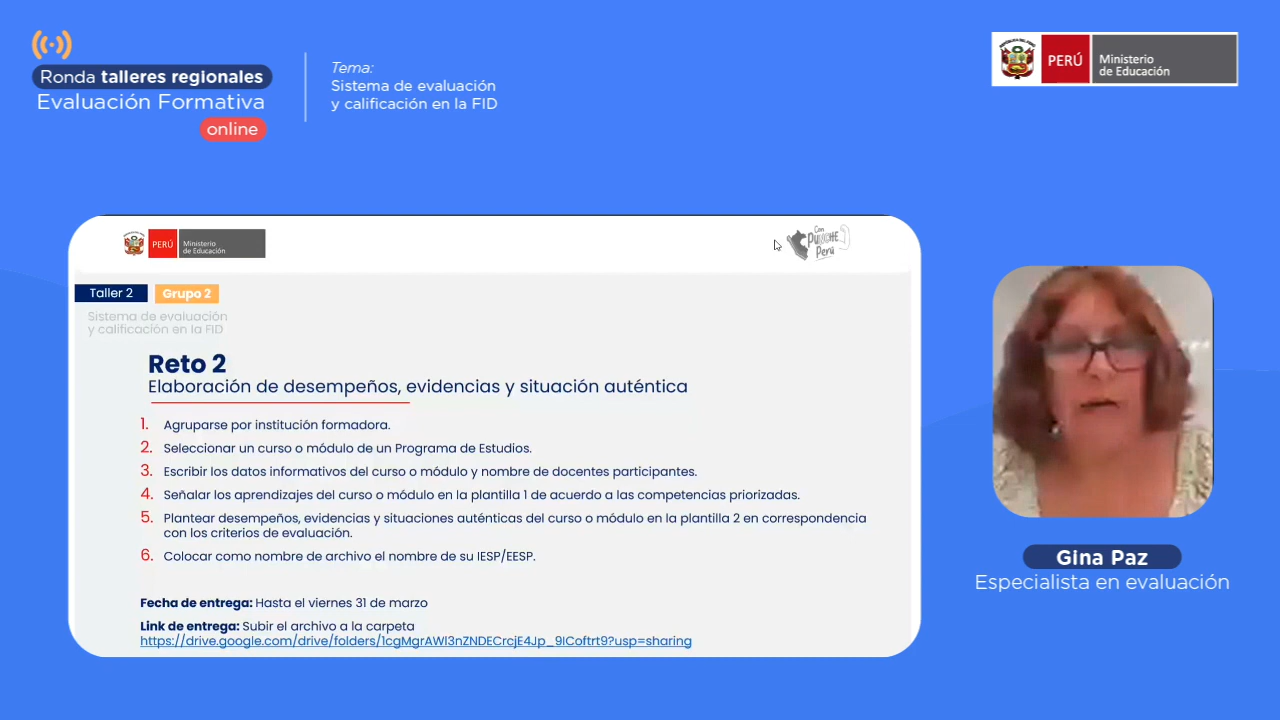 Ronda talleres regionales
Evaluación Formativa
online
Tema:
Sistema de evaluación
y calificación en la FID
PERÚ
Ministerio
de Educación
PERÚ
Ministerio
de Educación
Con
PUNCHE
Perú
Taller 2
Grupo 2
Sistema de evaluación
y calificación en la FID
Reto 2
Elaboración de desempeños, evidencias y situación auténtica
1. Agruparse por institución formadora.
2. Seleccionar un curso o módulo de un Programa de Estudios.
3. Escribir los datos informativos del curso o módulo y nombre de docentes participantes.
4. Señalar los aprendizajes del curso o módulo en la plantilla 1 de acuerdo a las competencias priorizadas.
5. Plantear desempeños, evidencias y situaciones auténticas del curso o módulo en la plantilla 2 en correspondencia
con los criterios de evaluación.
6. Colocar como nombre de archivo el nombre de su IESP/EESP.
Fecha de entrega: Hasta el viernes 31 de marzo
Link de entrega: Subir el archivo a la carpeta
https://drive.google.com/drive/folders/1cgMgrAWl3nZNDECrcjE4Jp_9ICoftrt9?usp=sharing
Gina Paz
Especialista en evaluación